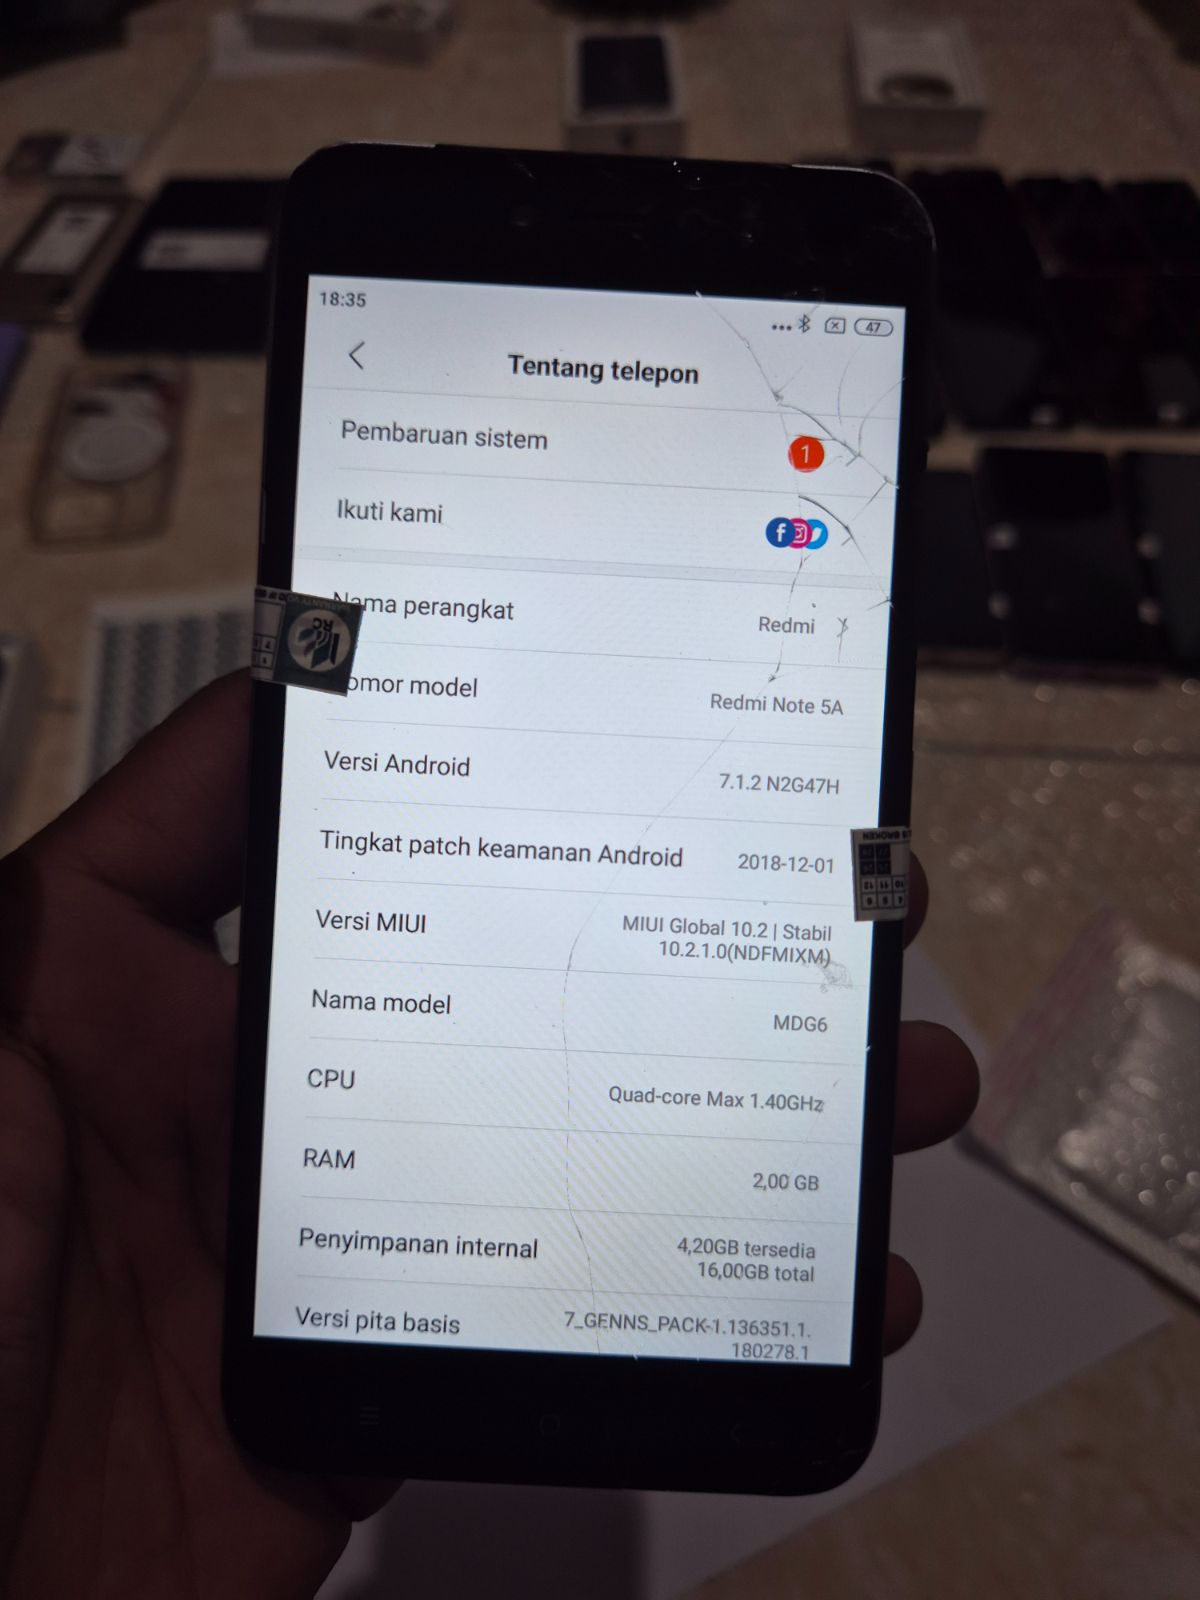 18:35
47
Tentang telepon
Pembaruan sistem
1
Ikuti kami
Nama perangkat
Redmi
omor model
Redmi Note 5A
Versi Android
7.1.2 N2G47H
Tingkat patch keamanan Android
2018-12-01
Versi MIUI
MIUI Global 10.2 | Stabil
10.2.1.0(NDFMIXM)
Nama model
MDG6
CPU
Quad-core Max 1.40GHz
RAM
2,00 GB
Penyimpanan internal
4,20GB tersedia
16,00GB total
Versi pita basis
7_GENNS_PACK-1.136351.1.
180278.1
RC
BROKEN